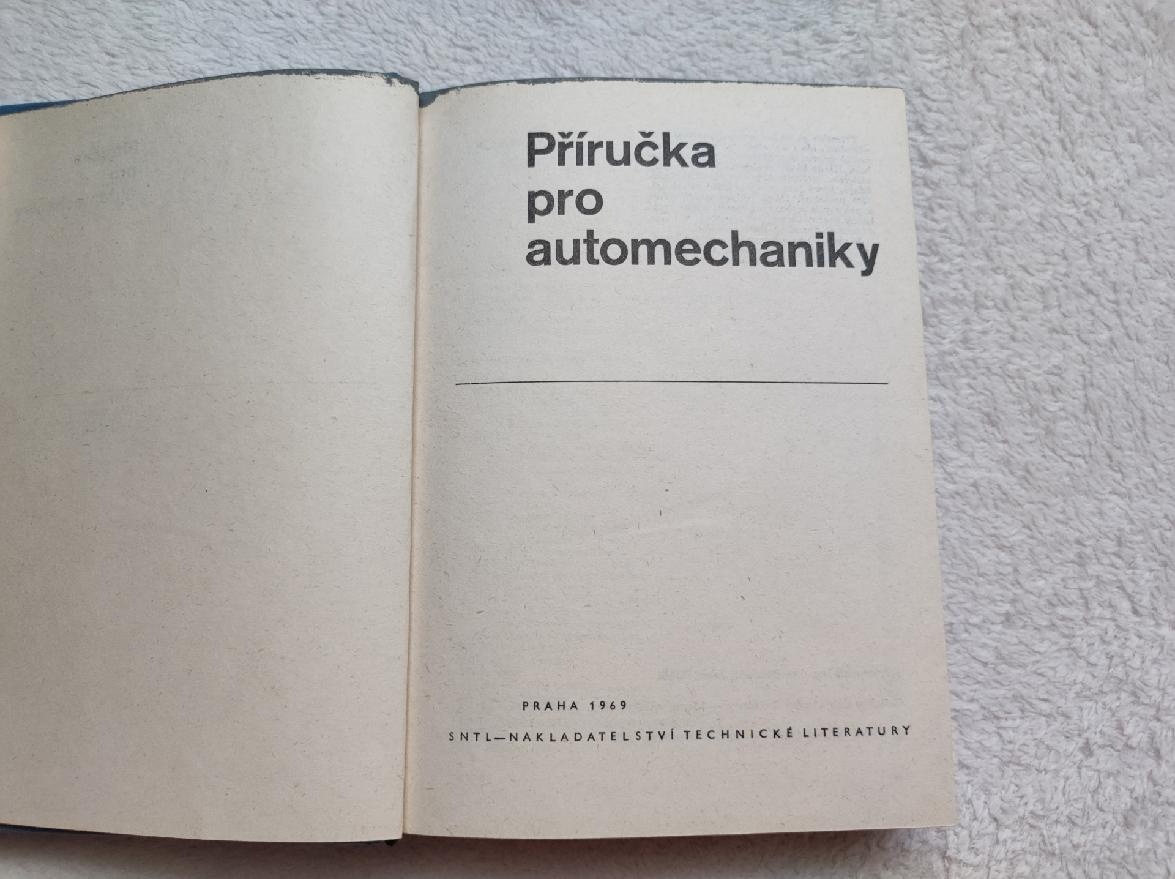 Příručka
pro
automechaniky
PRAHA 1969
SNTL—NAKLADATELSTVÍ TECHNICKÉ LITERATURY